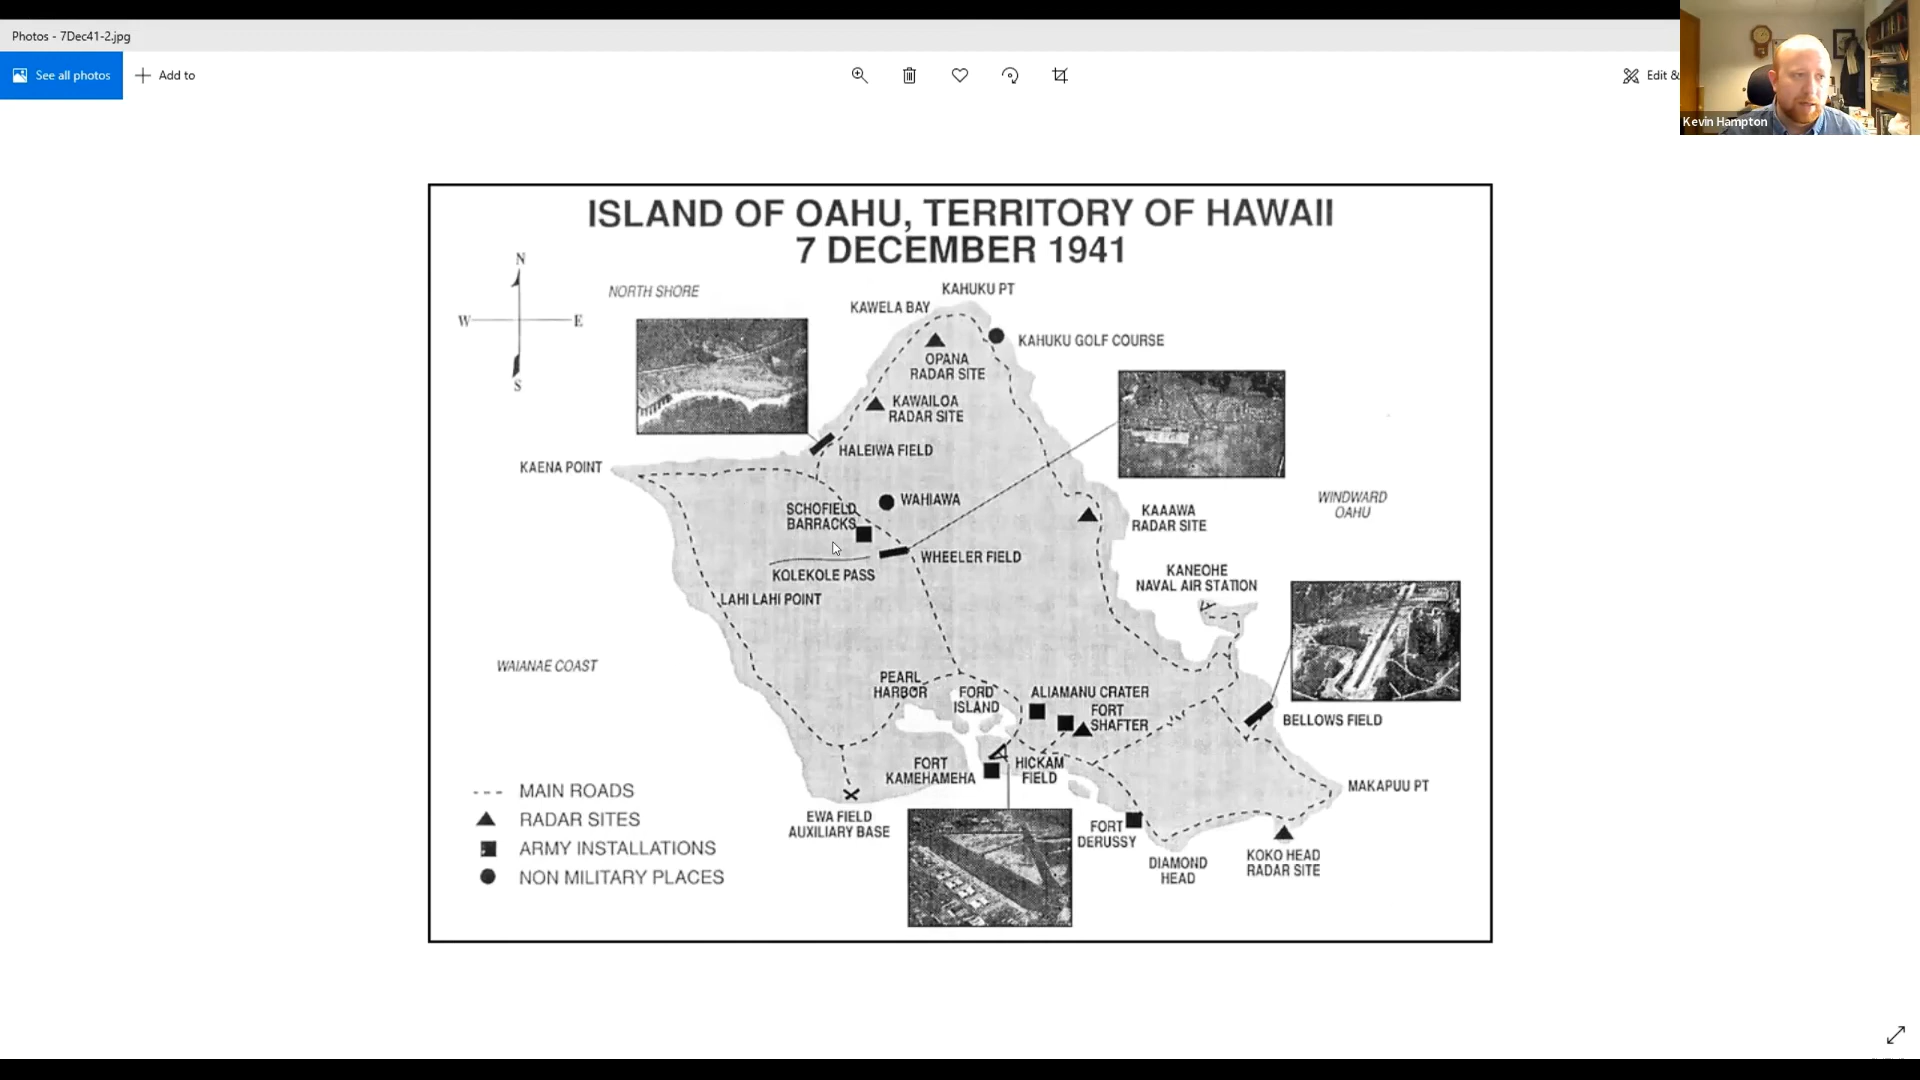 Photos - 7Dec41-2.jpg
See all photos
Add to
Edit &
Kevin Hampton
ISLAND OF OAHU, TERRITORY OF HAWAII
7 DECEMBER 1941
N
W
E
S
NORTH SHORE
KAHUKU PT
KAWELA BAY
KAHUKU GOLF COURSE
OPANA
RADAR SITE
KAWAILOA
RADAR SITE
HALEIWA FIELD
KAENA POINT
WAHIAWA
SCHOFIELD
BARRACKS
KAAAWA
RADAR SITE
WINDWARD
OAHU
WHEELER FIELD
KOLEKOLE PASS
KANEOHE
NAVAL AIR STATION
LAHI LAHI POINT
WAIANAE COAST
PEARL
HARBOR
FORD
ISLAND
ALIAMANU CRATER
FORT
SHAFTER
BELLOWS FIELD
FORT
KAMEHAMEHA
HICKAM
FIELD
MAKAPUU PT
EWA FIELD
AUXILIARY BASE
FORT
DERUSSY
DIAMOND
HEAD
KOKO HEAD
RADAR SITE
MAIN ROADS
RADAR SITES
ARMY INSTALLATIONS
NON MILITARY PLACES